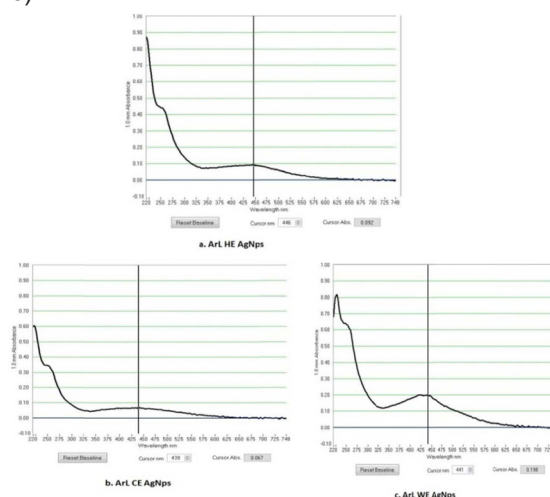 1.00
0.90
0.80
0.70
0.60
0.50
0.40
0.30
0.20
0.10
0.00
-0.10
1.0 mm Absorbance
220 250 275 300 325 350 375 400 425 450 475 500 525 550 575 600 625 650 675 700 725 748
Wavelength nm
Reset Baseline Cursor nm 446 Cursor Abs. 0.092
a. ArL HE AgNps
1.00
0.90
0.80
0.70
0.60
0.50
0.40
0.30
0.20
0.10
0.00
-0.10
1.0 mm Absorbance
220 250 275 300 325 350 375 400 425 450 475 500 525 550 575 600 625 650 675 700 725 748
Wavelength nm
Reset Baseline Cursor nm 439 Cursor Abs. 0.067
b. ArL CE AgNps
1.00
0.90
0.80
0.70
0.60
0.50
0.40
0.30
0.20
0.10
0.00
-0.10
1.0 mm Absorbance
220 250 275 300 325 350 375 400 425 450 475 500 525 550 575 600 625 650 675 700 725
Wavelength nm
Reset Baseline Cursor nm 441 Cursor Abs. 0.198
c. ArL WE AgNps